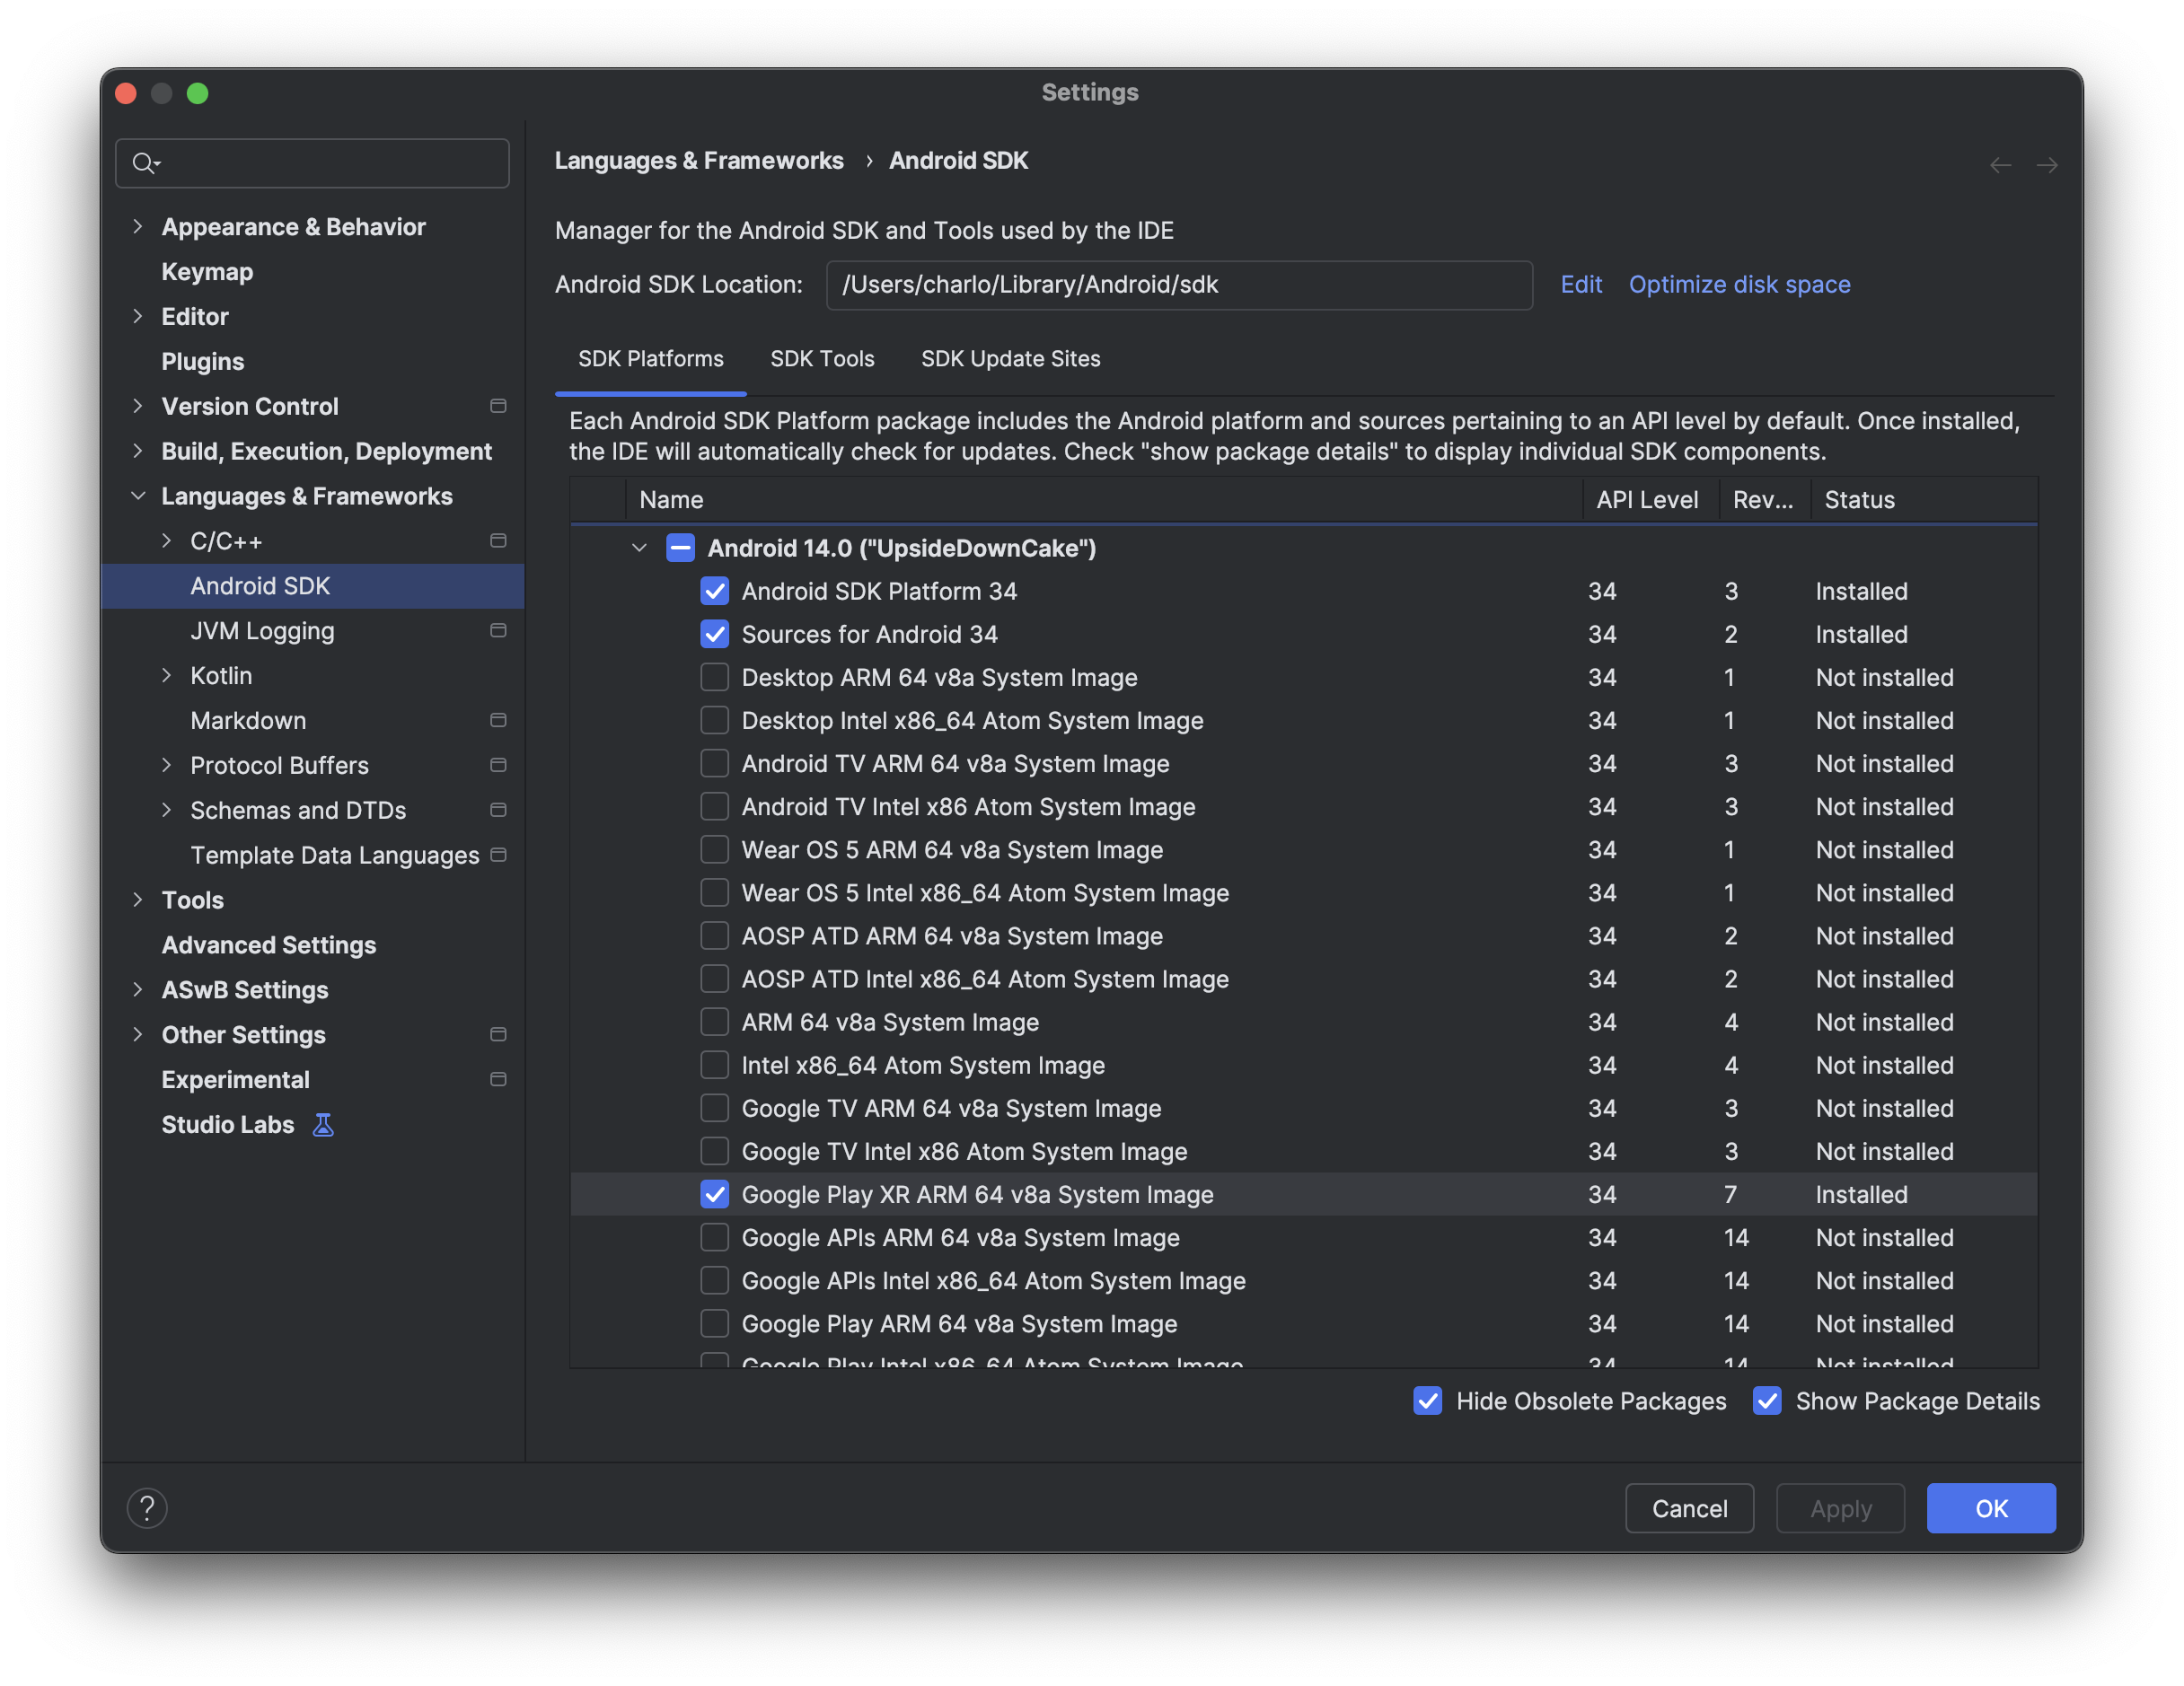 Settings
Appearance & Behavior
Keymap
Editor
Plugins
Version Control
Build, Execution, Deployment
Languages & Frameworks
C/C++
Android SDK
JVM Logging
Kotlin
Markdown
Protocol Buffers
Schemas and DTDs
Template Data Languages
Tools
Advanced Settings
ASwB Settings
Other Settings
Experimental
Studio Labs
Languages & Frameworks › Android SDK
Manager for the Android SDK and Tools used by the IDE
Android SDK Location: /Users/charlo/Library/Android/sdk Edit Optimize disk space
SDK Platforms SDK Tools SDK Update Sites
Each Android SDK Platform package includes the Android platform and sources pertaining to an API level by default. Once installed,
the IDE will automatically check for updates. Check "show package details" to display individual SDK components.
Name API Level Rev... Status
Android 14.0 ("UpsideDownCake")
Android SDK Platform 34 34 3 Installed
Sources for Android 34 34 2 Installed
Desktop ARM 64 v8a System Image 34 1 Not installed
Desktop Intel x86_64 Atom System Image 34 1 Not installed
Android TV ARM 64 v8a System Image 34 3 Not installed
Android TV Intel x86 Atom System Image 34 3 Not installed
Wear OS 5 ARM 64 v8a System Image 34 1 Not installed
Wear OS 5 Intel x86_64 Atom System Image 34 1 Not installed
AOSP ATD ARM 64 v8a System Image 34 2 Not installed
AOSP ATD Intel x86_64 Atom System Image 34 2 Not installed
ARM 64 v8a System Image 34 4 Not installed
Intel x86_64 Atom System Image 34 4 Not installed
Google TV ARM 64 v8a System Image 34 3 Not installed
Google TV Intel x86 Atom System Image 34 3 Not installed
Google Play XR ARM 64 v8a System Image 34 7 Installed
Google APIs ARM 64 v8a System Image 34 14 Not installed
Google APIs Intel x86_64 Atom System Image 34 14 Not installed
Google Play ARM 64 v8a System Image 34 14 Not installed
Google Play Intel x86_64 Atom System Image 34 14 Not installed
Hide Obsolete Packages Show Package Details
? Cancel Apply OK